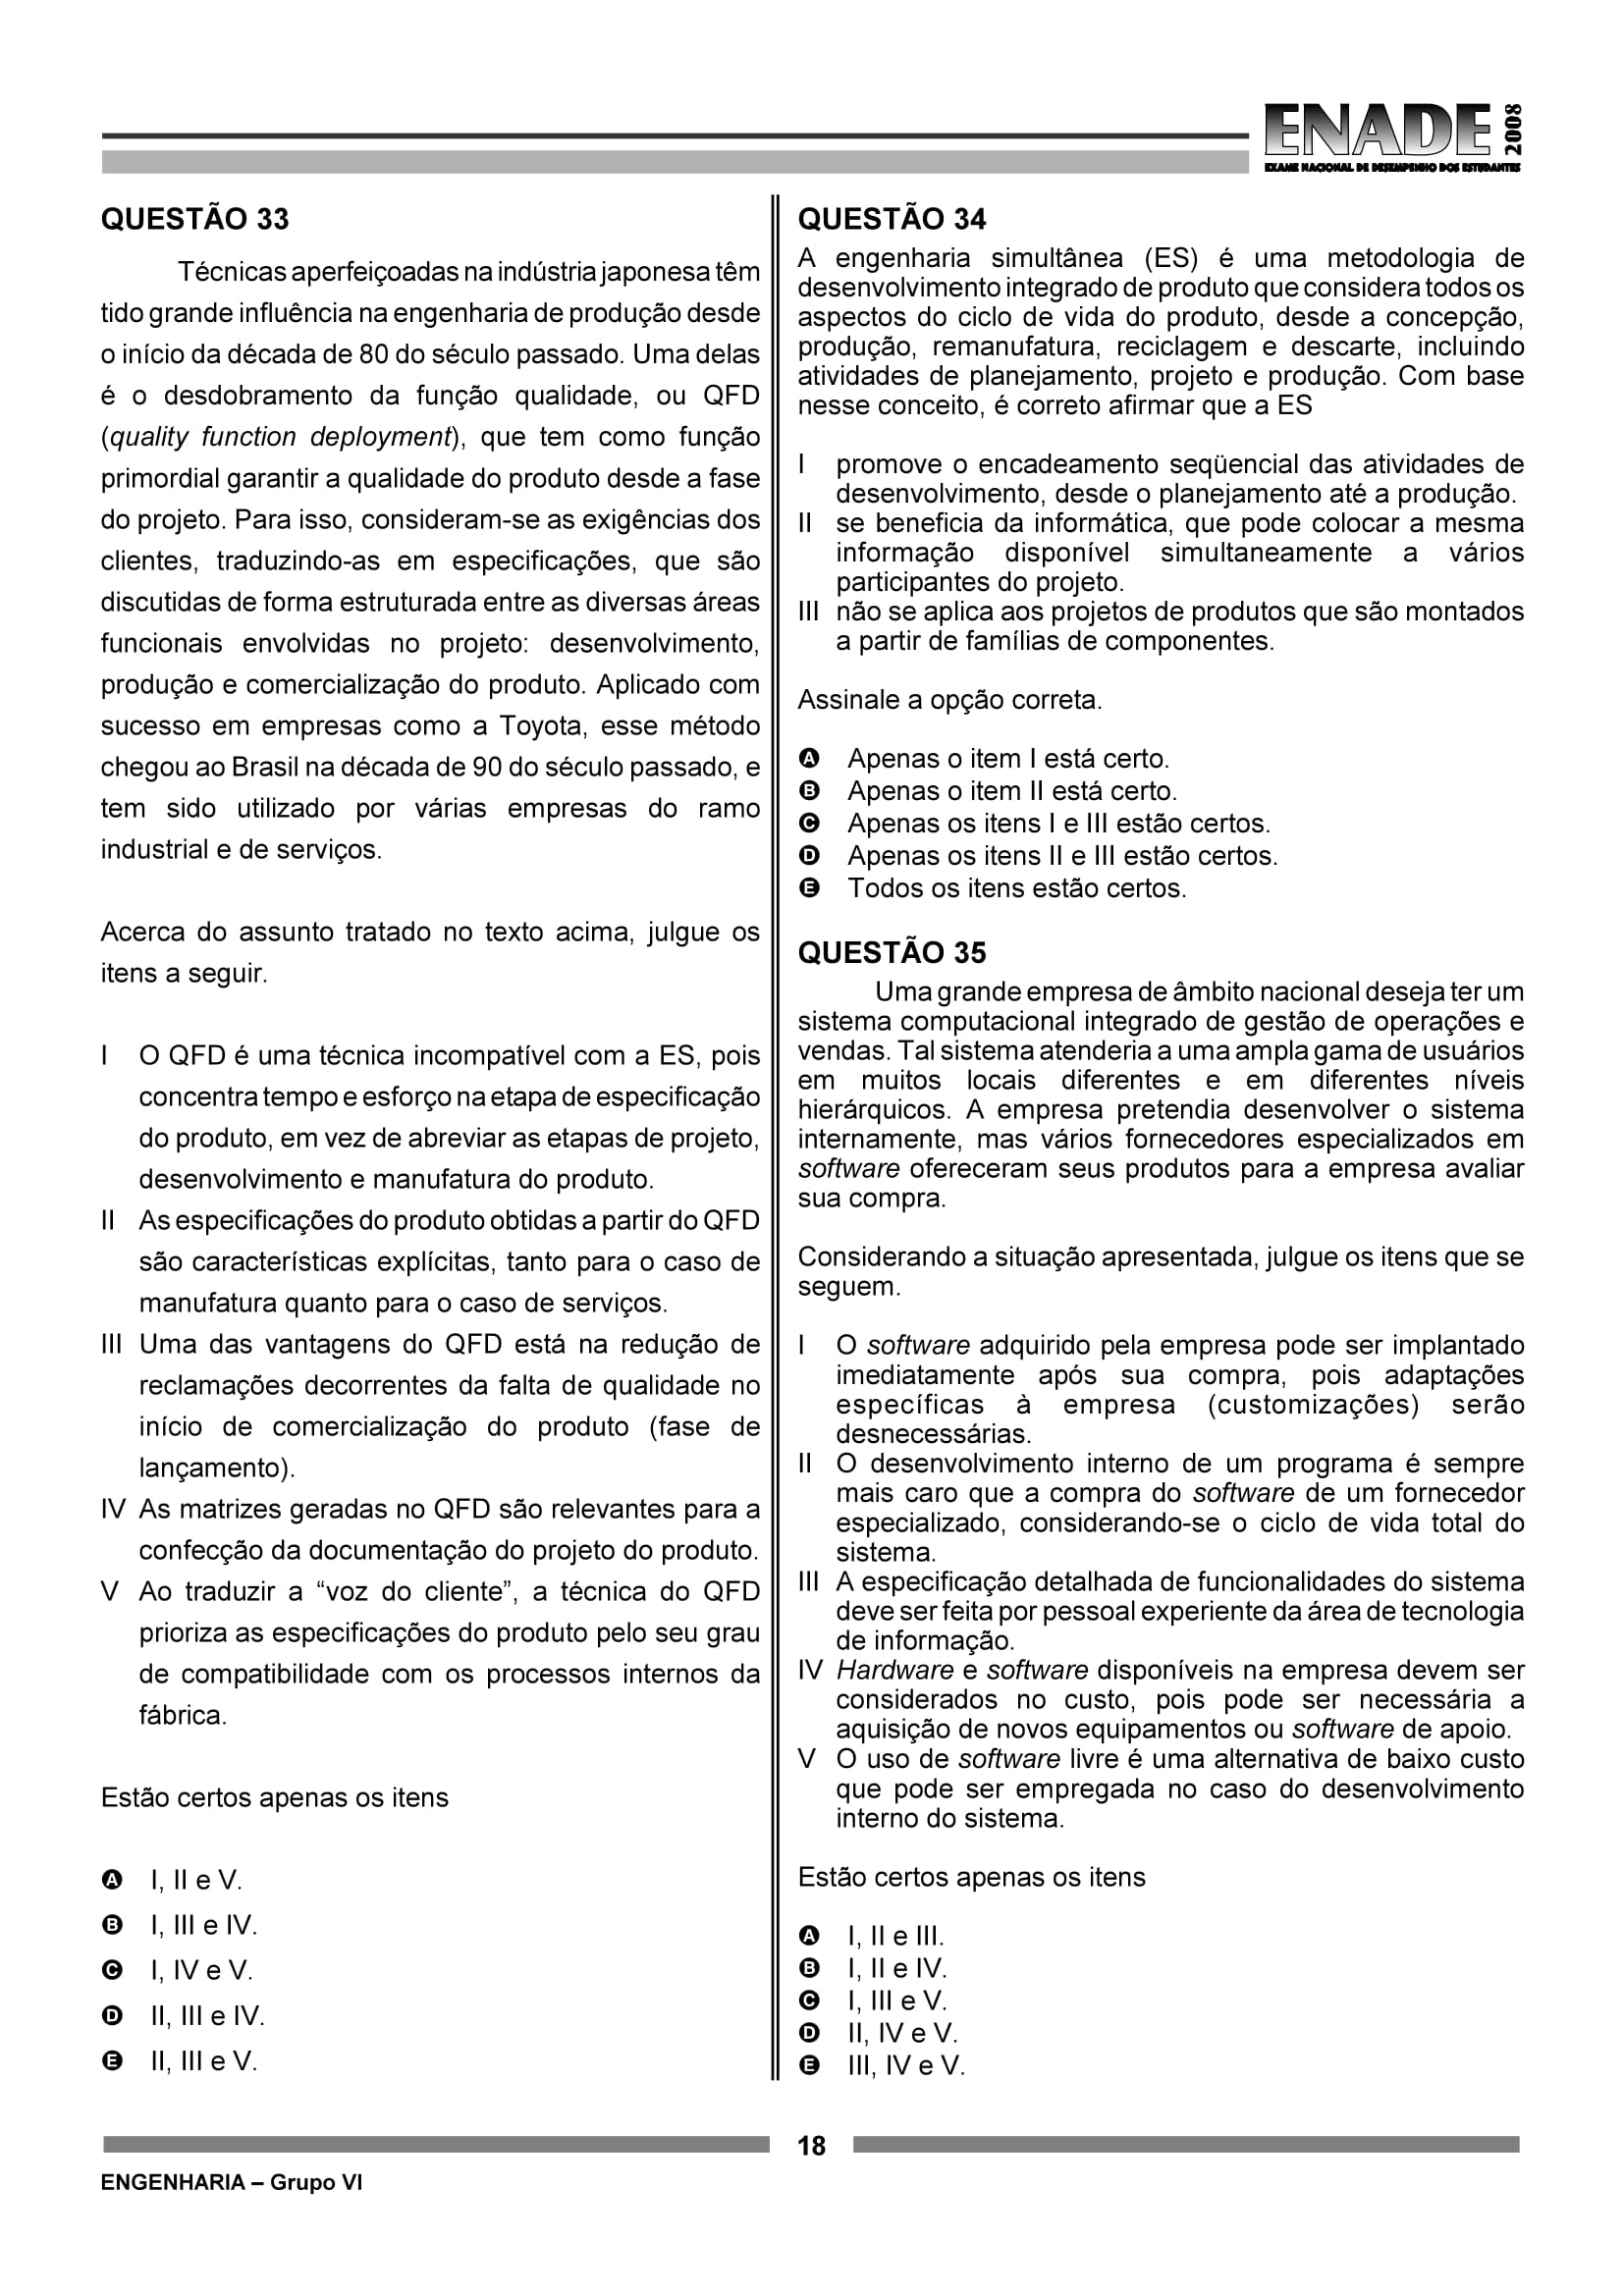 ENADE
2008
EXAME NACIONAL DE DESEMPENHO DOS ESTUDANTES
QUESTÃO 33
Técnicas aperfeiçoadas na indústria japonesa têm
tido grande influência na engenharia de produção desde
o início da década de 80 do século passado. Uma delas
é o desdobramento da função qualidade, ou QFD
(quality function deployment), que tem como função
primordial garantir a qualidade do produto desde a fase
do projeto. Para isso, consideram-se as exigências dos
clientes, traduzindo-as em especificações, que são
discutidas de forma estruturada entre as diversas áreas
funcionais envolvidas no projeto: desenvolvimento,
produção e comercialização do produto. Aplicado com
sucesso em empresas como a Toyota, esse método
chegou ao Brasil na década de 90 do século passado, e
tem sido utilizado por várias empresas do ramo
industrial e de serviços.
Acerca do assunto tratado no texto acima, julgue os
itens a seguir.
I O QFD é uma técnica incompatível com a ES, pois
concentra tempo e esforço na etapa de especificação
do produto, em vez de abreviar as etapas de projeto,
desenvolvimento e manufatura do produto.
II As especificações do produto obtidas a partir do QFD
são características explícitas, tanto para o caso de
manufatura quanto para o caso de serviços.
III Uma das vantagens do QFD está na redução de
reclamações decorrentes da falta de qualidade no
início de comercialização do produto (fase de
lançamento).
IV As matrizes geradas no QFD são relevantes para a
confecção da documentação do projeto do produto.
V Ao traduzir a “voz do cliente”, a técnica do QFD
prioriza as especificações do produto pelo seu grau
de compatibilidade com os processos internos da
fábrica.
Estão certos apenas os itens
A I, II e V.
B I, III e IV.
C I, IV e V.
D II, III e IV.
E II, III e V.
QUESTÃO 34
A engenharia simultânea (ES) é uma metodologia de
desenvolvimento integrado de produto que considera todos os
aspectos do ciclo de vida do produto, desde a concepção,
produção, remanufatura, reciclagem e descarte, incluindo
atividades de planejamento, projeto e produção. Com base
nesse conceito, é correto afirmar que a ES
I promove o encadeamento seqüencial das atividades de
desenvolvimento, desde o planejamento até a produção.
II se beneficia da informática, que pode colocar a mesma
informação disponível simultaneamente a vários
participantes do projeto.
III não se aplica aos projetos de produtos que são montados
a partir de famílias de componentes.
Assinale a opção correta.
A Apenas o item I está certo.
B Apenas o item II está certo.
C Apenas os itens I e III estão certos.
D Apenas os itens II e III estão certos.
E Todos os itens estão certos.
QUESTÃO 35
Uma grande empresa de âmbito nacional deseja ter um
sistema computacional integrado de gestão de operações e
vendas. Tal sistema atenderia a uma ampla gama de usuários
em muitos locais diferentes e em diferentes níveis
hierárquicos. A empresa pretendia desenvolver o sistema
internamente, mas vários fornecedores especializados em
software ofereceram seus produtos para a empresa avaliar
sua compra.
Considerando a situação apresentada, julgue os itens que se
seguem.
I O software adquirido pela empresa pode ser implantado
imediatamente após sua compra, pois adaptações
específicas à empresa (customizações) serão
desnecessárias.
II O desenvolvimento interno de um programa é sempre
mais caro que a compra do software de um fornecedor
especializado, considerando-se o ciclo de vida total do
sistema.
III A especificação detalhada de funcionalidades do sistema
deve ser feita por pessoal experiente da área de tecnologia
de informação.
IV Hardware e software disponíveis na empresa devem ser
considerados no custo, pois pode ser necessária a
aquisição de novos equipamentos ou software de apoio.
V O uso de software livre é uma alternativa de baixo custo
que pode ser empregada no caso do desenvolvimento
interno do sistema.
Estão certos apenas os itens
A I, II e III.
B I, II e IV.
C I, III e V.
D II, IV e V.
E III, IV e V.
18
ENGENHARIA – Grupo VI